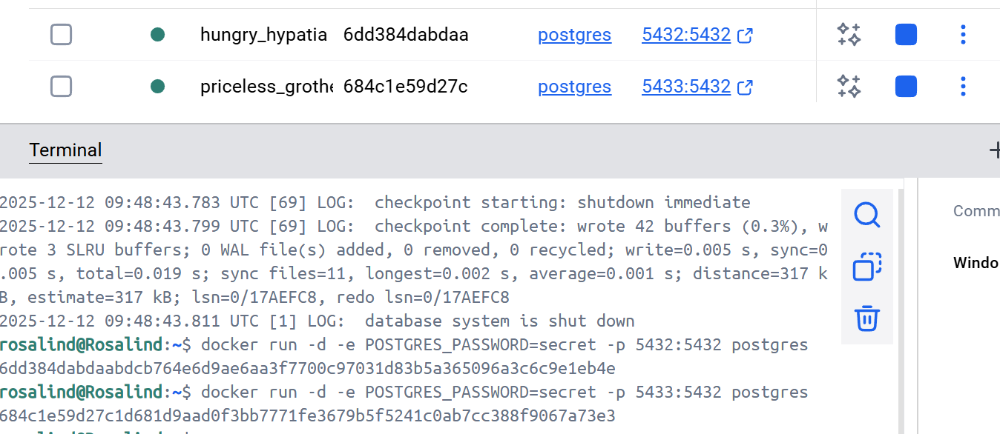 hungry_hypatia 6dd384dabdaa postgres 5432:5432
priceless_grothe 684c1e59d27c postgres 5433:5432
Terminal
2025-12-12 09:48:43.783 UTC [69] LOG:  checkpoint starting: shutdown immediate
2025-12-12 09:48:43.799 UTC [69] LOG:  checkpoint complete: wrote 42 buffers (0.3%), w
rote 3 SLRU buffers; 0 WAL file(s) added, 0 removed, 0 recycled; write=0.005 s, sync=0
.005 s, total=0.019 s; sync files=11, longest=0.002 s, average=0.001 s; distance=317 k
B, estimate=317 kB; lsn=0/17AEFC8, redo lsn=0/17AEFC8
2025-12-12 09:48:43.811 UTC [1] LOG:  database system is shut down
rosalind@Rosalind:~$ docker run -d -e POSTGRES_PASSWORD=secret -p 5432:5432 postgres
6dd384dabdaabdcb764e6d9ae6aa3f7700c97031d83b5a365096a3c6c9e1eb4e
rosalind@Rosalind:~$ docker run -d -e POSTGRES_PASSWORD=secret -p 5433:5432 postgres
684c1e59d27c1d681d9aad0f3bb7771fe3679b5f5241c0ab7cc388f9067a73e3
Comm
Windo